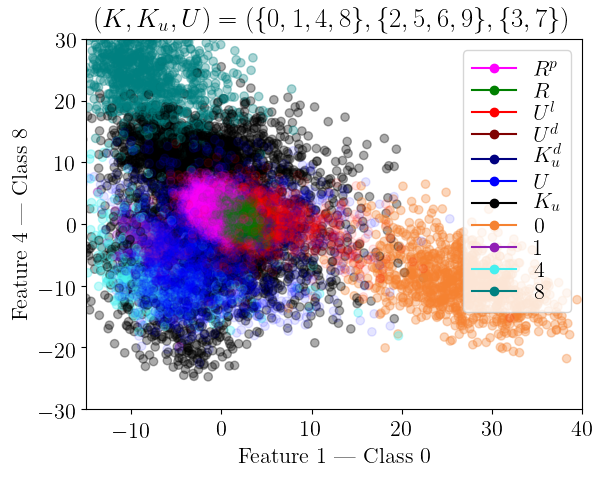 (K, K_u, U) = ({0, 1, 4, 8}, {2, 5, 6, 9}, {3, 7})
30
20
10
0
−10
−20
−30
−10
0
10
20
30
40
Feature 4 — Class 8
Feature 1 — Class 0
R^p
R
U^l
U^d
K_u^d
U
K_u
0
1
4
8